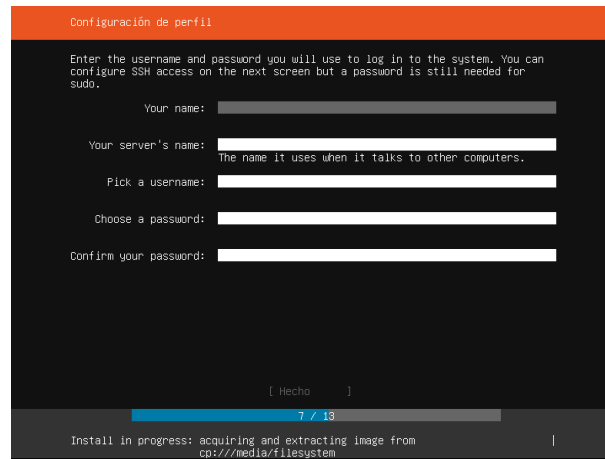 Configuración de perfil
Enter the username and password you will use to log in to the system. You can
configure SSH access on the next screen but a password is still needed for
sudo.
Your name:
Your server's name:
The name it uses when it talks to other computers.
Pick a username:
Choose a password:
Confirm your password:
[ Hecho ]
7 / 13
Install in progress: acquiring and extracting image from |
cp:///media/filesystem